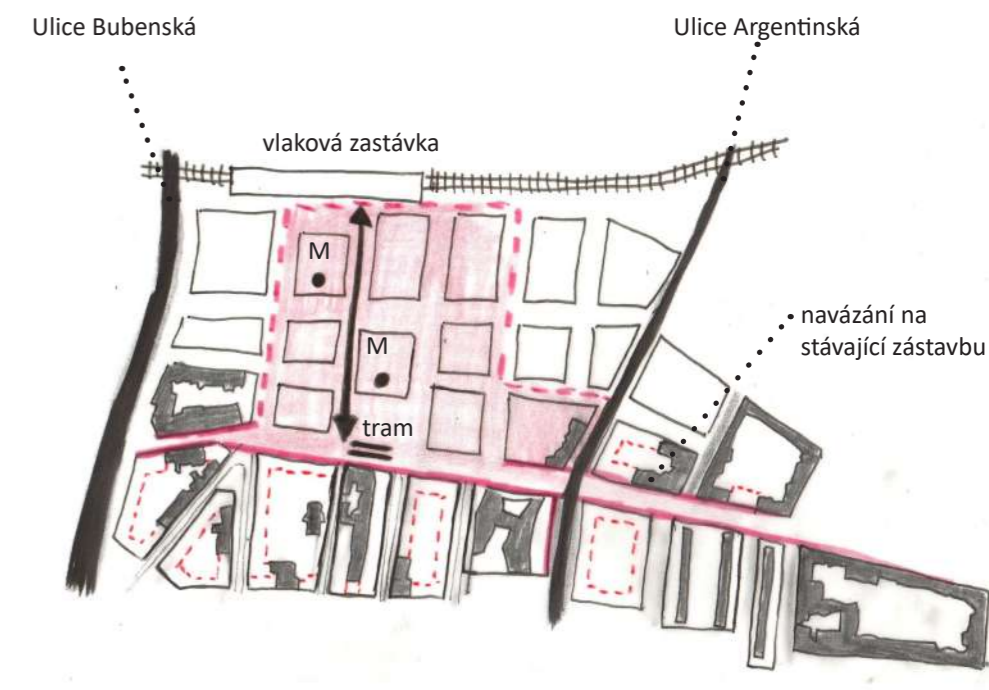 Ulice Bubenská
Ulice Argentinská
vlaková zastávka
M
navázání na
stávající zástavbu
M
tram